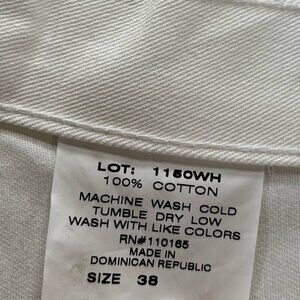 LOT: 1150WH
100% COTTON
MACHINE WASH COLD
TUMBLE DRY LOW
WASH WITH LIKE COLORS
RN#110165
MADE IN
DOMINICAN REPUBLIC
SIZE 38